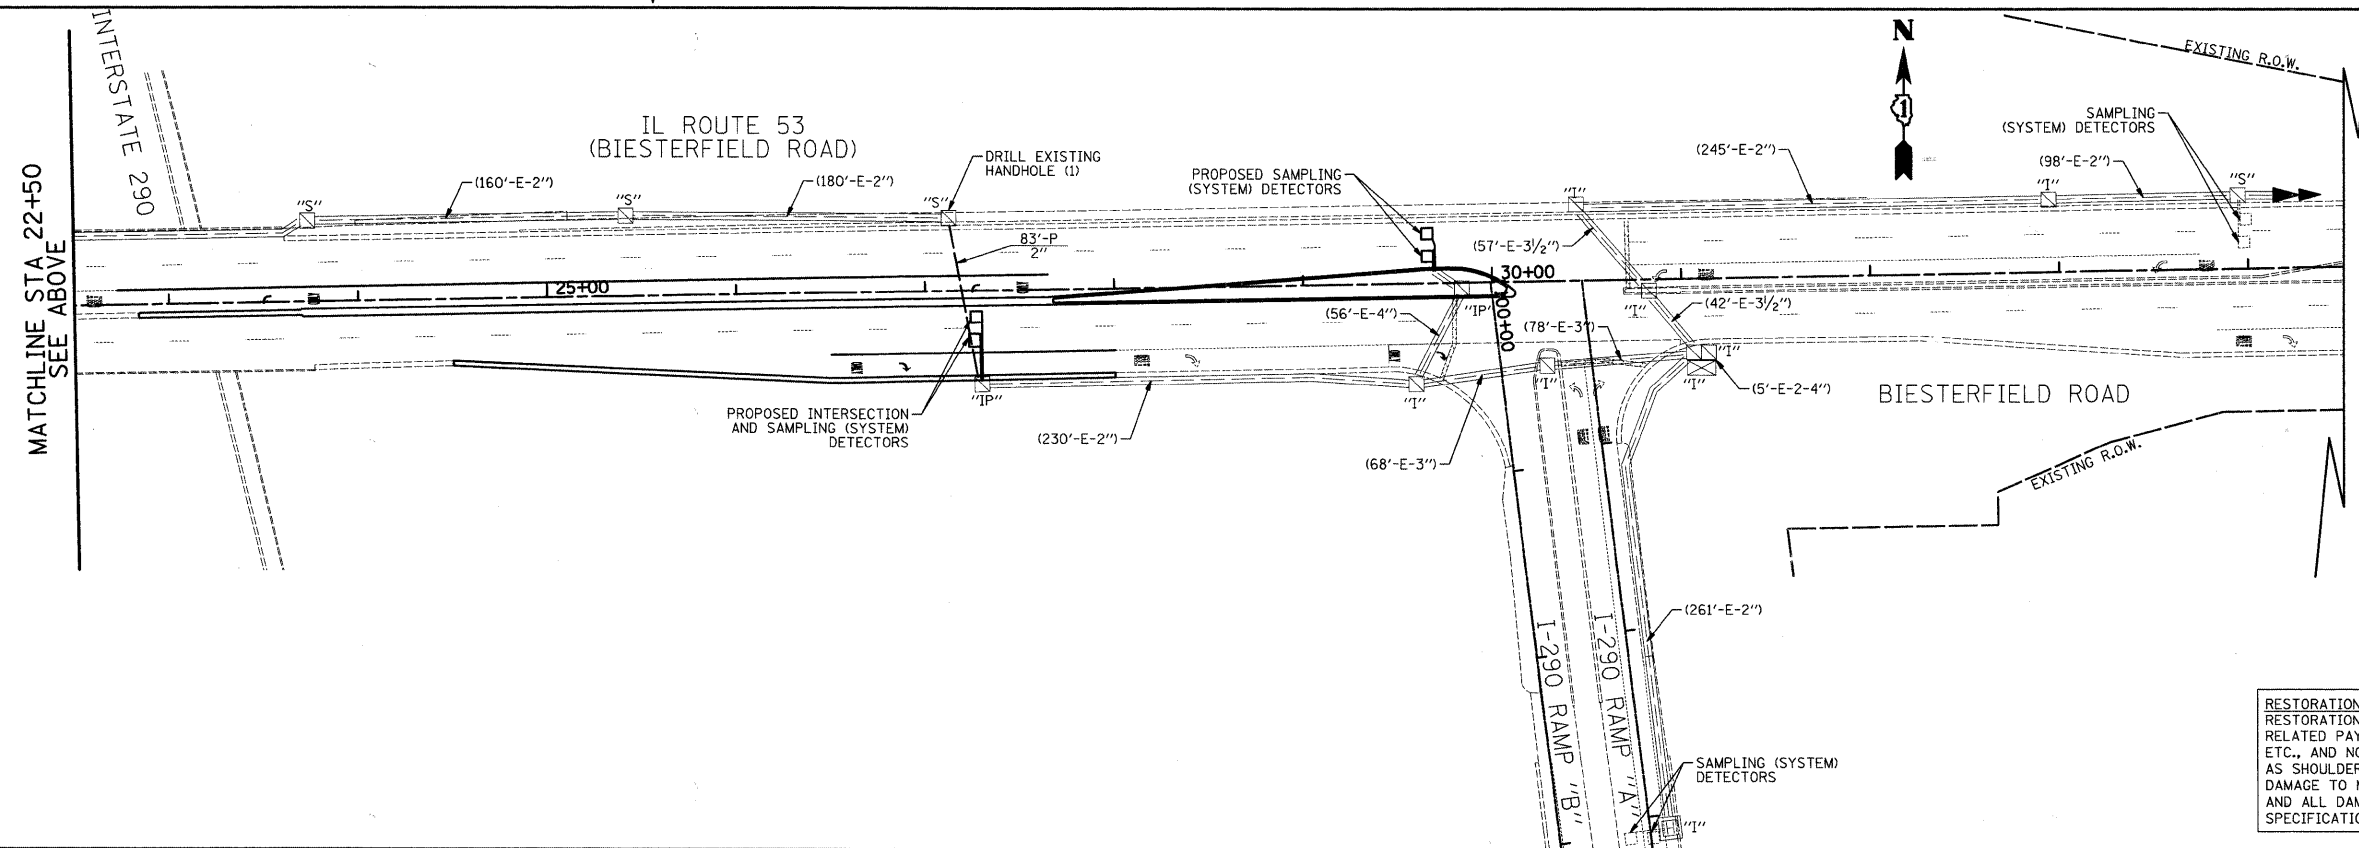 INTERSTATE 290
MATCHLINE STA 22+50
SEE ABOVE
IL ROUTE 53
(BIESTERFIELD ROAD)
N
1
EXISTING R.O.W.
SAMPLING
(SYSTEM) DETECTORS
(98'-E-2")
(245'-E-2")
"S"
"I"
"I"
PROPOSED SAMPLING
(SYSTEM) DETECTORS
DRILL EXISTING
HANDHOLE (1)
"S"
(180'-E-2")
"S"
(160'-E-2")
"S"
83'-P
2"
(57'-E-3½")
30+00
25+00
00+00
"IP"
(56'-E-4")
(78'-E-3")
"I"
(42'-E-3½")
"I"
"I"
(5'-E-2-4")
"I"
"I"
"IP"
PROPOSED INTERSECTION
AND SAMPLING (SYSTEM)
DETECTORS
(230'-E-2")
(68'-E-3")
BIESTERFIELD ROAD
EXISTING R.O.W.
(261'-E-2")
I-290 RAMP "B"
I-290 RAMP "A"
SAMPLING (SYSTEM)
DETECTORS
"I"
RESTORATION
RESTORATION
RELATED PAY
ETC., AND NO
AS SHOULDER
DAMAGE TO
AND ALL DAM
SPECIFICATIO